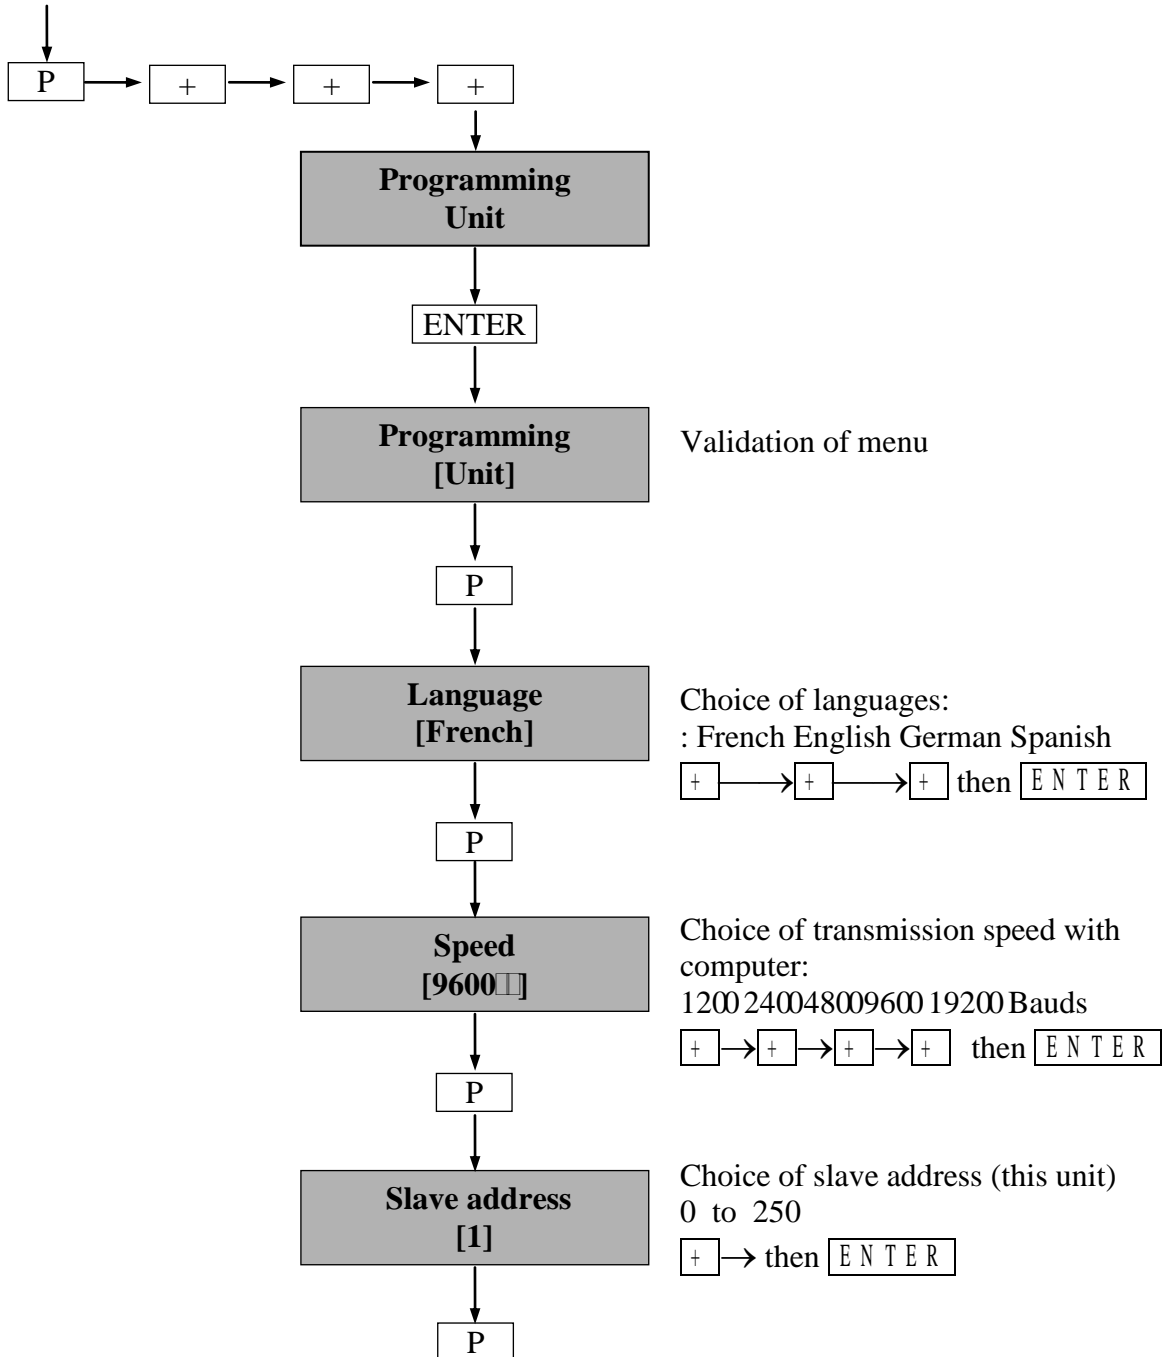 P + + +
Programming
Unit
ENTER
Programming
[Unit]
Validation of menu
P
Language
[French]
Choice of languages:
: French English German Spanish
+ + + then ENTER
P
Speed
[9600]
Choice of transmission speed with
computer:
1200 2400 4800 9600 19200 Bauds
+ → + → + → + then ENTER
P
Slave address
[1]
Choice of slave address (this unit)
0 to 250
+ → then ENTER
P